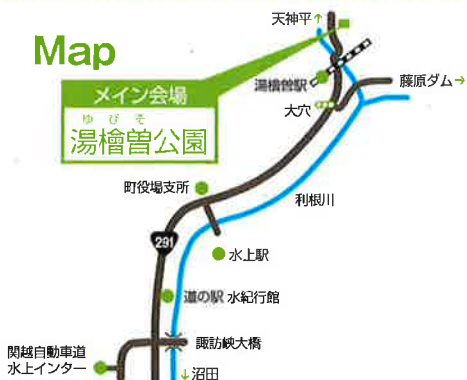 天神平↑
Map
湯檜曽駅
藤原ダム→
メイン会場
大穴
ゆびそ
湯檜曽公園
町役場支所
利根川
291
水上駅
道の駅 水紀行館
諏訪峡大橋
関越自動車道
水上インター
↓沼田